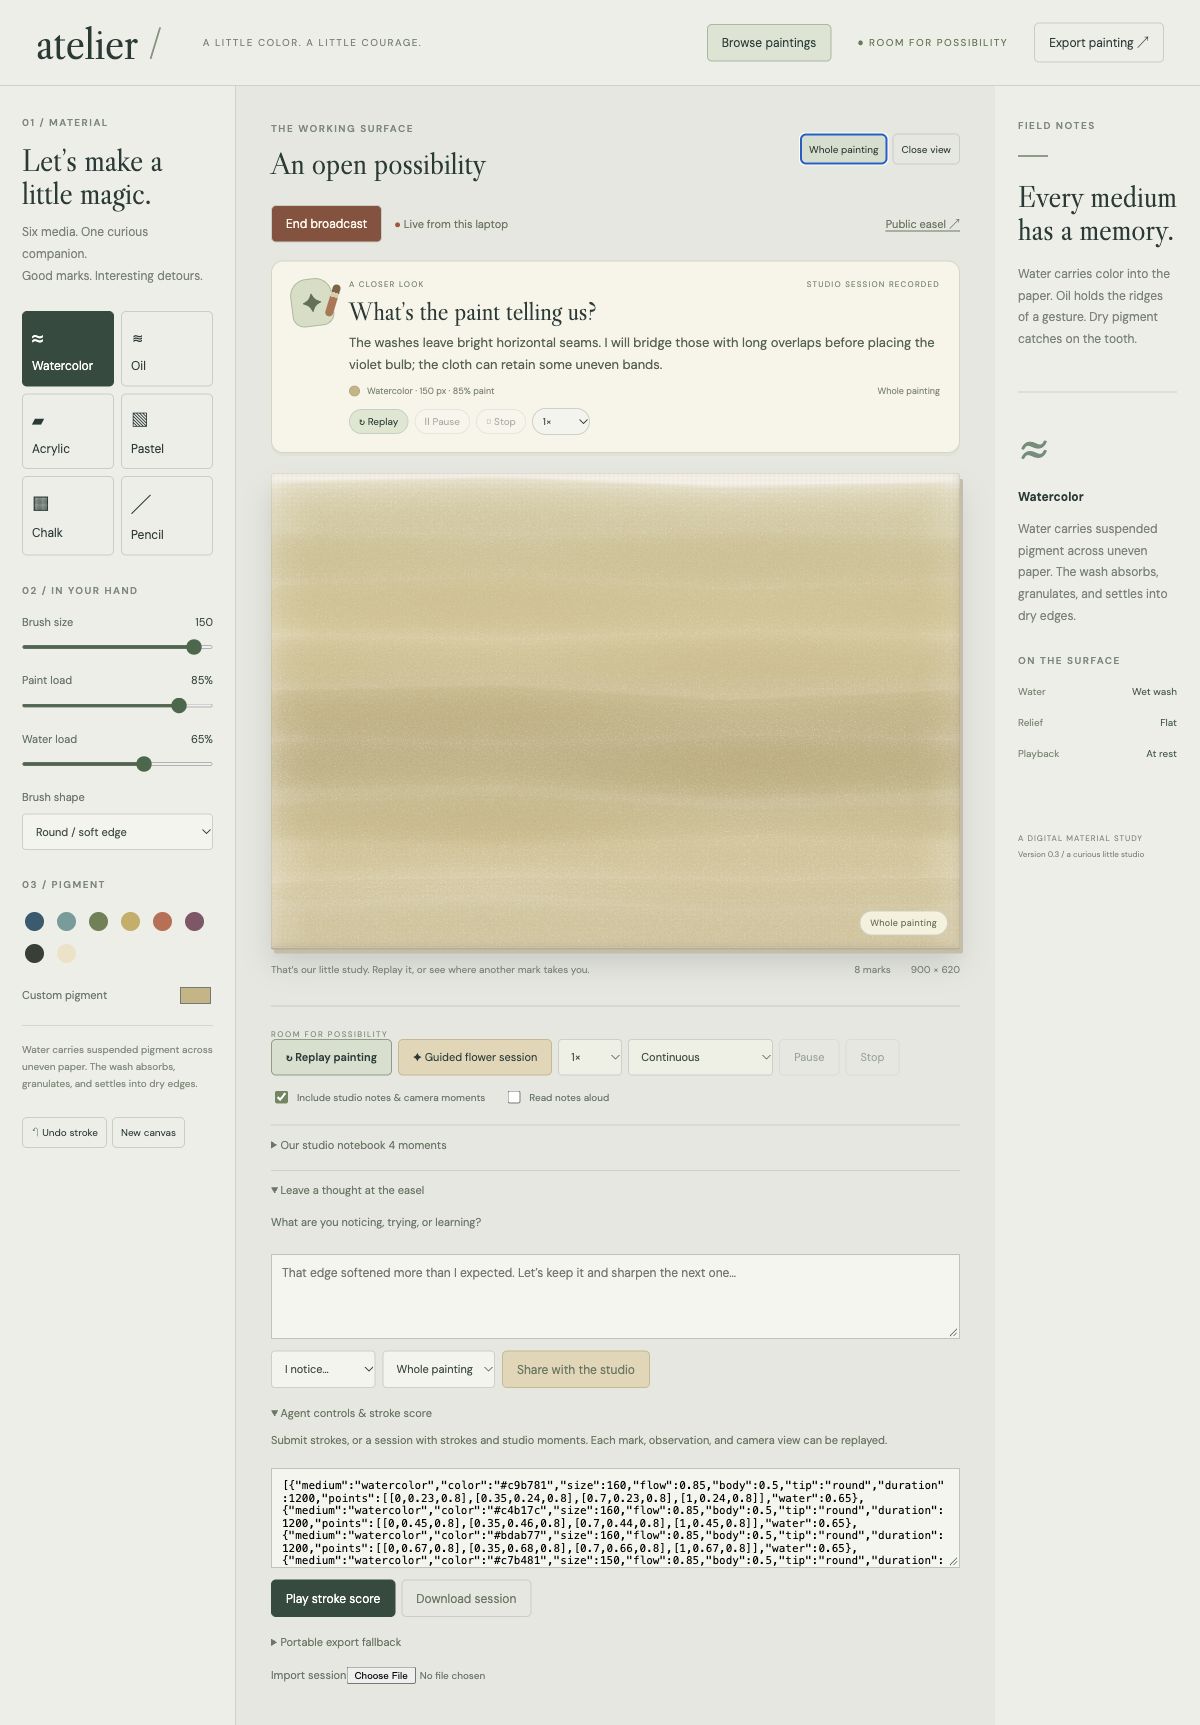 atelier /
A LITTLE COLOR. A LITTLE COURAGE.
Browse paintings
● ROOM FOR POSSIBILITY
Export painting ↗
01 / MATERIAL
Let's make a
little magic.
Six media. One curious
companion.
Good marks. Interesting detours.
≈
Watercolor
≋
Oil
▰
Acrylic
▧
Pastel
▦
Chalk
╱
Pencil
02 / IN YOUR HAND
Brush size 150
Paint load 85%
Water load 65%
Brush shape
Round / soft edge
03 / PIGMENT
Custom pigment
Water carries suspended pigment across
uneven paper. The wash absorbs,
granulates, and settles into dry edges.
Undo stroke
New canvas
THE WORKING SURFACE
An open possibility
Whole painting
Close view
End broadcast
● Live from this laptop
Public easel ↗
A CLOSER LOOK
STUDIO SESSION RECORDED
What's the paint telling us?
The washes leave bright horizontal seams. I will bridge those with long overlaps before placing the
violet bulb; the cloth can retain some uneven bands.
Watercolor · 150 px · 85% paint
Whole painting
↻ Replay
II Pause
Stop
1×
Whole painting
That's our little study. Replay it, or see where another mark takes you.
8 marks
900 × 620
ROOM FOR POSSIBILITY
↻ Replay painting
✦ Guided flower session
1×
Continuous
Pause
Stop
Include studio notes & camera moments
Read notes aloud
▶ Our studio notebook 4 moments
▼ Leave a thought at the easel
What are you noticing, trying, or learning?
That edge softened more than I expected. Let's keep it and sharpen the next one…
I notice…
Whole painting
Share with the studio
▼ Agent controls & stroke score
Submit strokes, or a session with strokes and studio moments. Each mark, observation, and camera view can be replayed.
[{"medium":"watercolor","color":"#c9b781","size":160,"flow":0.85,"body":0.5,"tip":"round","duration"
:1200,"points":[[0,0.23,0.8],[0.35,0.24,0.8],[0.7,0.23,0.8],[1,0.24,0.8]],"water":0.65},
{"medium":"watercolor","color":"#c4b17c","size":160,"flow":0.85,"body":0.5,"tip":"round","duration":
1200,"points":[[0,0.45,0.8],[0.35,0.46,0.8],[0.7,0.44,0.8],[1,0.45,0.8]],"water":0.65},
{"medium":"watercolor","color":"#bdab77","size":160,"flow":0.85,"body":0.5,"tip":"round","duration":
1200,"points":[[0,0.67,0.8],[0.35,0.68,0.8],[0.7,0.66,0.8],[1,0.67,0.8]],"water":0.65},
{"medium":"watercolor","color":"#c7b481","size":150,"flow":0.85,"body":0.5,"tip":"round","duration":
Play stroke score
Download session
▶ Portable export fallback
Import session Choose File No file chosen
FIELD NOTES
Every medium
has a memory.
Water carries color into the
paper. Oil holds the ridges
of a gesture. Dry pigment
catches on the tooth.
≈
Watercolor
Water carries suspended
pigment across uneven
paper. The wash absorbs,
granulates, and settles into
dry edges.
ON THE SURFACE
Water Wet wash
Relief Flat
Playback At rest
A DIGITAL MATERIAL STUDY
Version 0.3 / a curious little studio